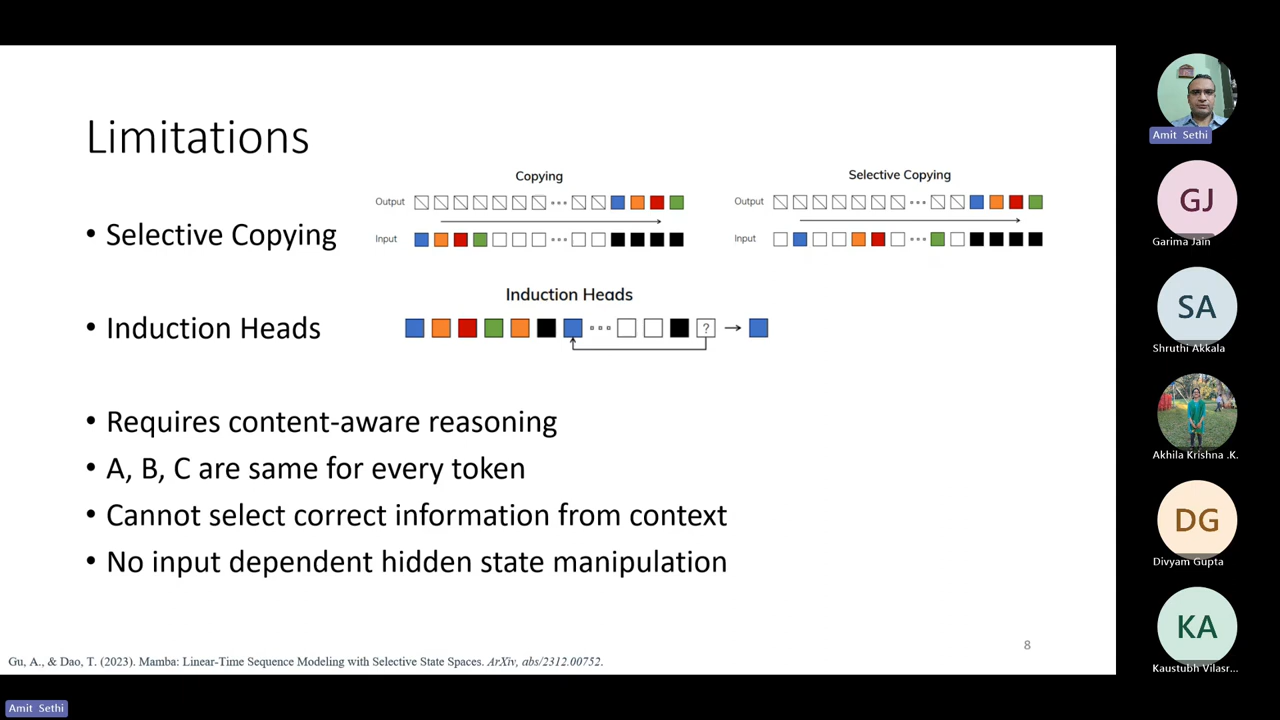 Limitations
Copying
Output
Input
Selective Copying
Output
Input
• Selective Copying
Induction Heads
?
• Induction Heads
• Requires content-aware reasoning
• A, B, C are same for every token
• Cannot select correct information from context
• No input dependent hidden state manipulation
8
Gu, A., & Dao, T. (2023). Mamba: Linear-Time Sequence Modeling with Selective State Spaces. ArXiv, abs/2312.00752.
Amit Sethi
GJ
Garima Jain
SA
Shruthi Akkala
Akhila Krishna .K.
DG
Divyam Gupta
KA
Kaustubh Vilasr...
Amit Sethi